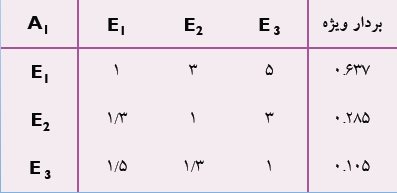 A1 E1 E2 E3 بردار ویژه
E1 ۱ ۳ ۵ ۰.۶۳۷
E2 ۱/۳ ۱ ۳ ۰.۲۸۵
E3 ۱/۵ ۱/۳ ۱ ۰.۱۰۵